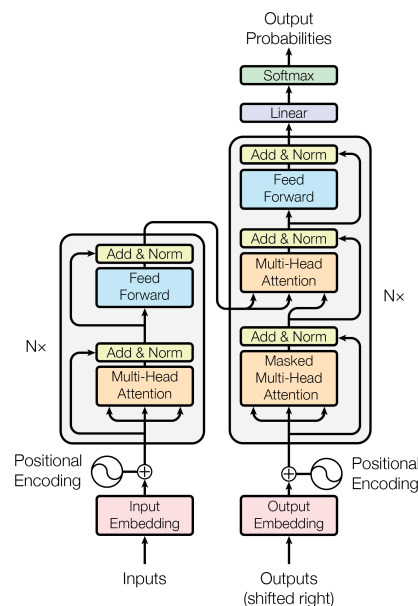 Output
Probabilities
Softmax
Linear
Add & Norm
Feed
Forward
Add & Norm
Multi-Head
Attention
Add & Norm
Masked
Multi-Head
Attention
N×
Add & Norm
Feed
Forward
Add & Norm
Multi-Head
Attention
N×
Positional
Encoding
Positional
Encoding
Input
Embedding
Output
Embedding
Inputs
Outputs
(shifted right)